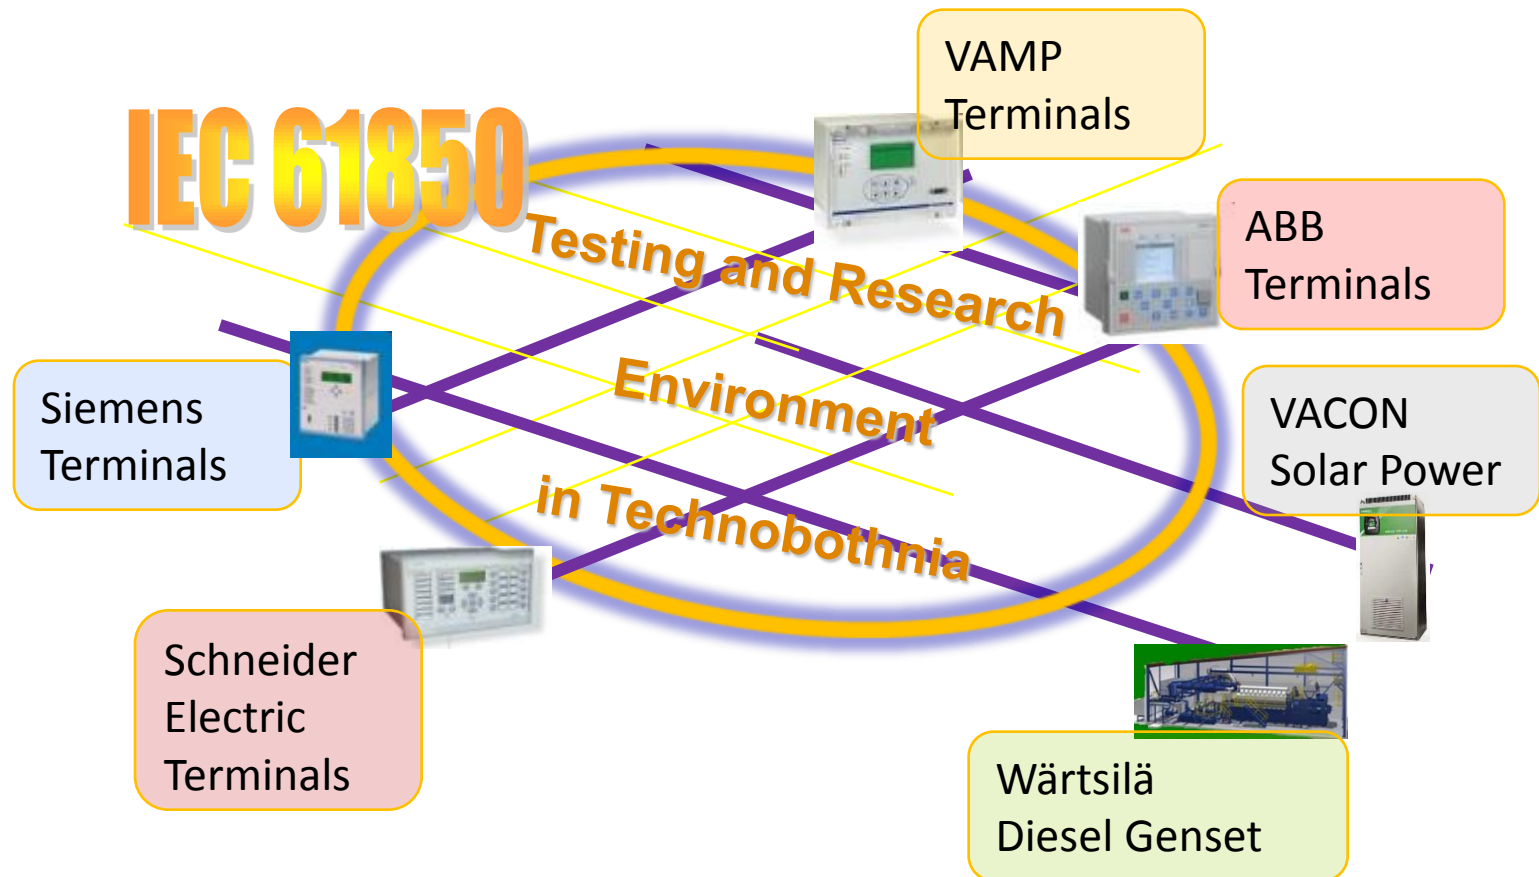 IEC 61850
VAMP
Terminals
Testing and Research
Environment
in Technobothnia
ABB
Terminals
Siemens
Terminals
VACON
Solar Power
Schneider
Electric
Terminals
Wärtsilä
Diesel Genset